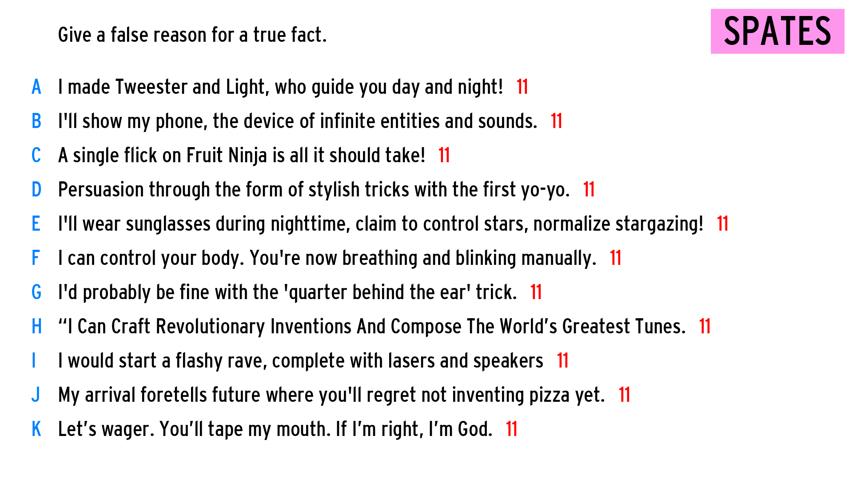 Give a false reason for a true fact.
SPATES
A I made Tweester and Light, who guide you day and night! 11
B I'll show my phone, the device of infinite entities and sounds. 11
C A single flick on Fruit Ninja is all it should take! 11
D Persuasion through the form of stylish tricks with the first yo-yo. 11
E I'll wear sunglasses during nighttime, claim to control stars, normalize stargazing! 11
F I can control your body. You're now breathing and blinking manually. 11
G I'd probably be fine with the 'quarter behind the ear' trick. 11
H “I Can Craft Revolutionary Inventions And Compose The World’s Greatest Tunes. 11
I I would start a flashy rave, complete with lasers and speakers 11
J My arrival foretells future where you'll regret not inventing pizza yet. 11
K Let’s wager. You’ll tape my mouth. If I’m right, I’m God. 11